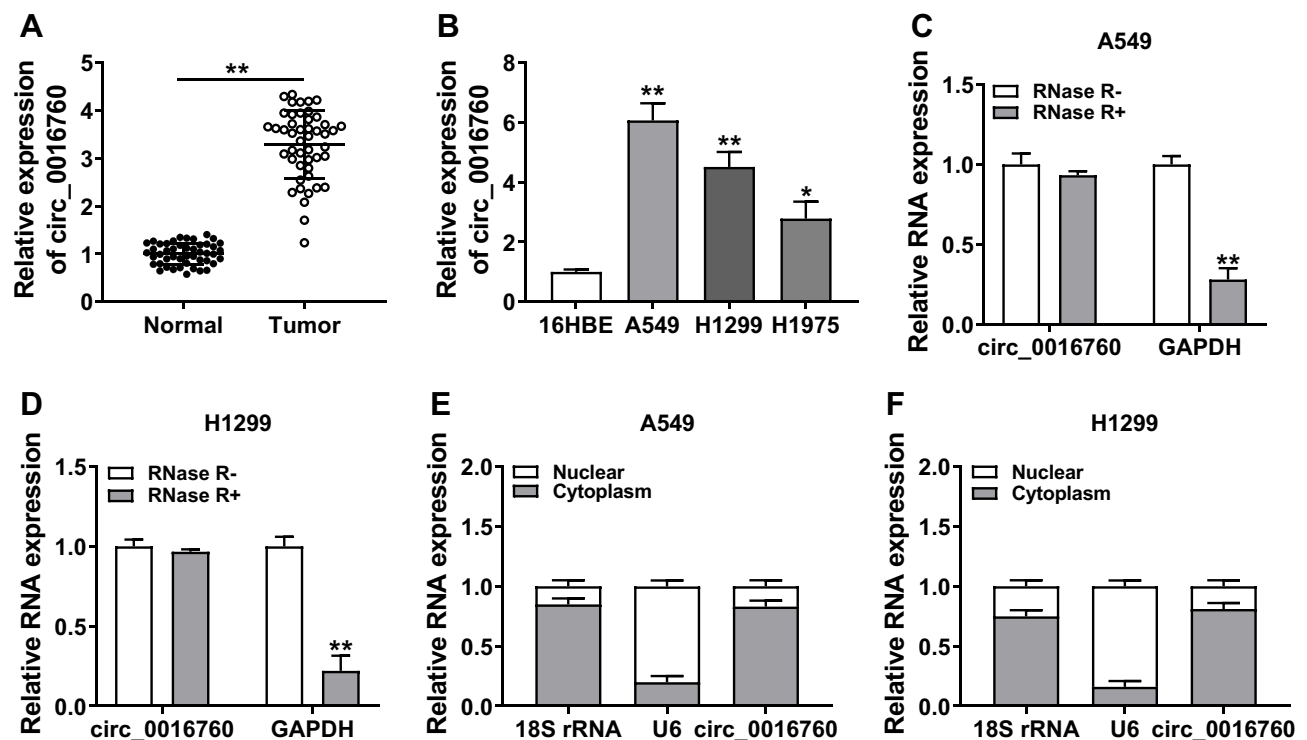 A
Relative expression
of circ_0016760
5
4
3
2
1
0
**
Normal
Tumor
B
Relative expression
of circ_0016760
8
6
4
2
0
**
**
*
16HBE
A549
H1299
H1975
C
A549
Relative RNA expression
1.5
1.0
0.5
0.0
RNase R-
RNase R+
**
circ_0016760
GAPDH
D
H1299
Relative RNA expression
1.5
1.0
0.5
0.0
RNase R-
RNase R+
**
circ_0016760
GAPDH
E
A549
Relative RNA expression
2.0
1.5
1.0
0.5
0.0
Nuclear
Cytoplasm
18S rRNA
U6
circ_0016760
F
H1299
Relative RNA expression
2.0
1.5
1.0
0.5
0.0
Nuclear
Cytoplasm
18S rRNA
U6
circ_0016760